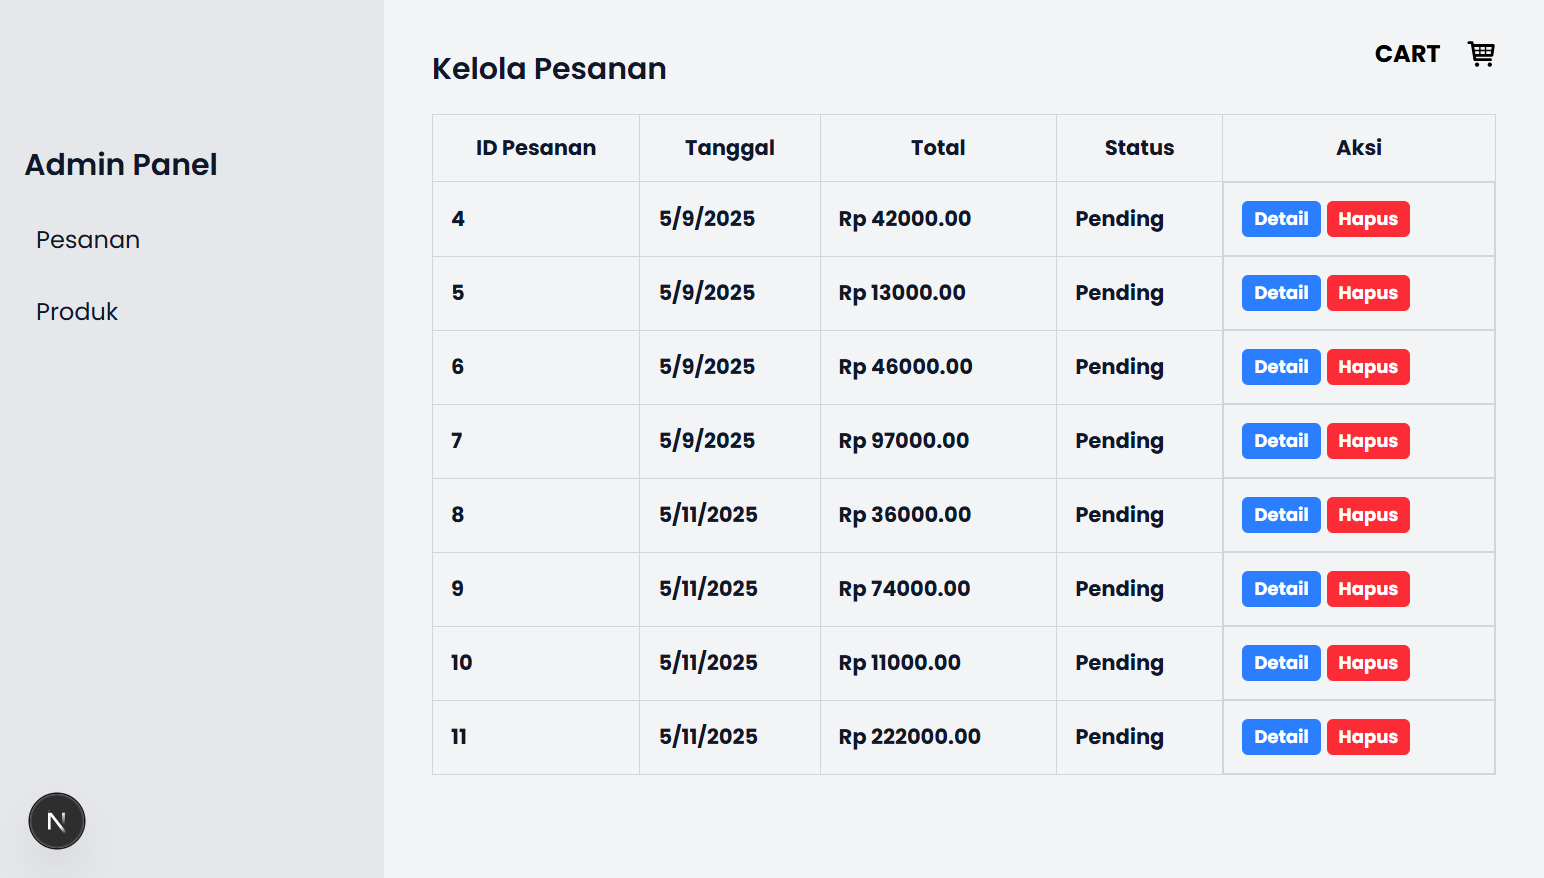 CART
Kelola Pesanan
Admin Panel
Pesanan
Produk
ID Pesanan Tanggal Total Status Aksi
4 5/9/2025 Rp 42000.00 Pending Detail Hapus
5 5/9/2025 Rp 13000.00 Pending Detail Hapus
6 5/9/2025 Rp 46000.00 Pending Detail Hapus
7 5/9/2025 Rp 97000.00 Pending Detail Hapus
8 5/11/2025 Rp 36000.00 Pending Detail Hapus
9 5/11/2025 Rp 74000.00 Pending Detail Hapus
10 5/11/2025 Rp 11000.00 Pending Detail Hapus
11 5/11/2025 Rp 222000.00 Pending Detail Hapus
N